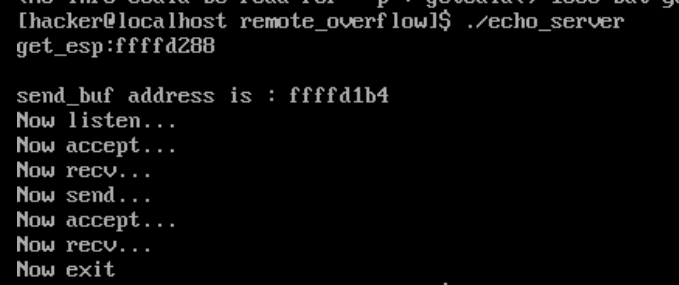 [hacker@localhost remote_overflow]$ ./echo_server
get_esp:ffffd288
send_buf address is : ffffd1b4
Now listen...
Now accept...
Now recv...
Now send...
Now accept...
Now recv...
Now exit